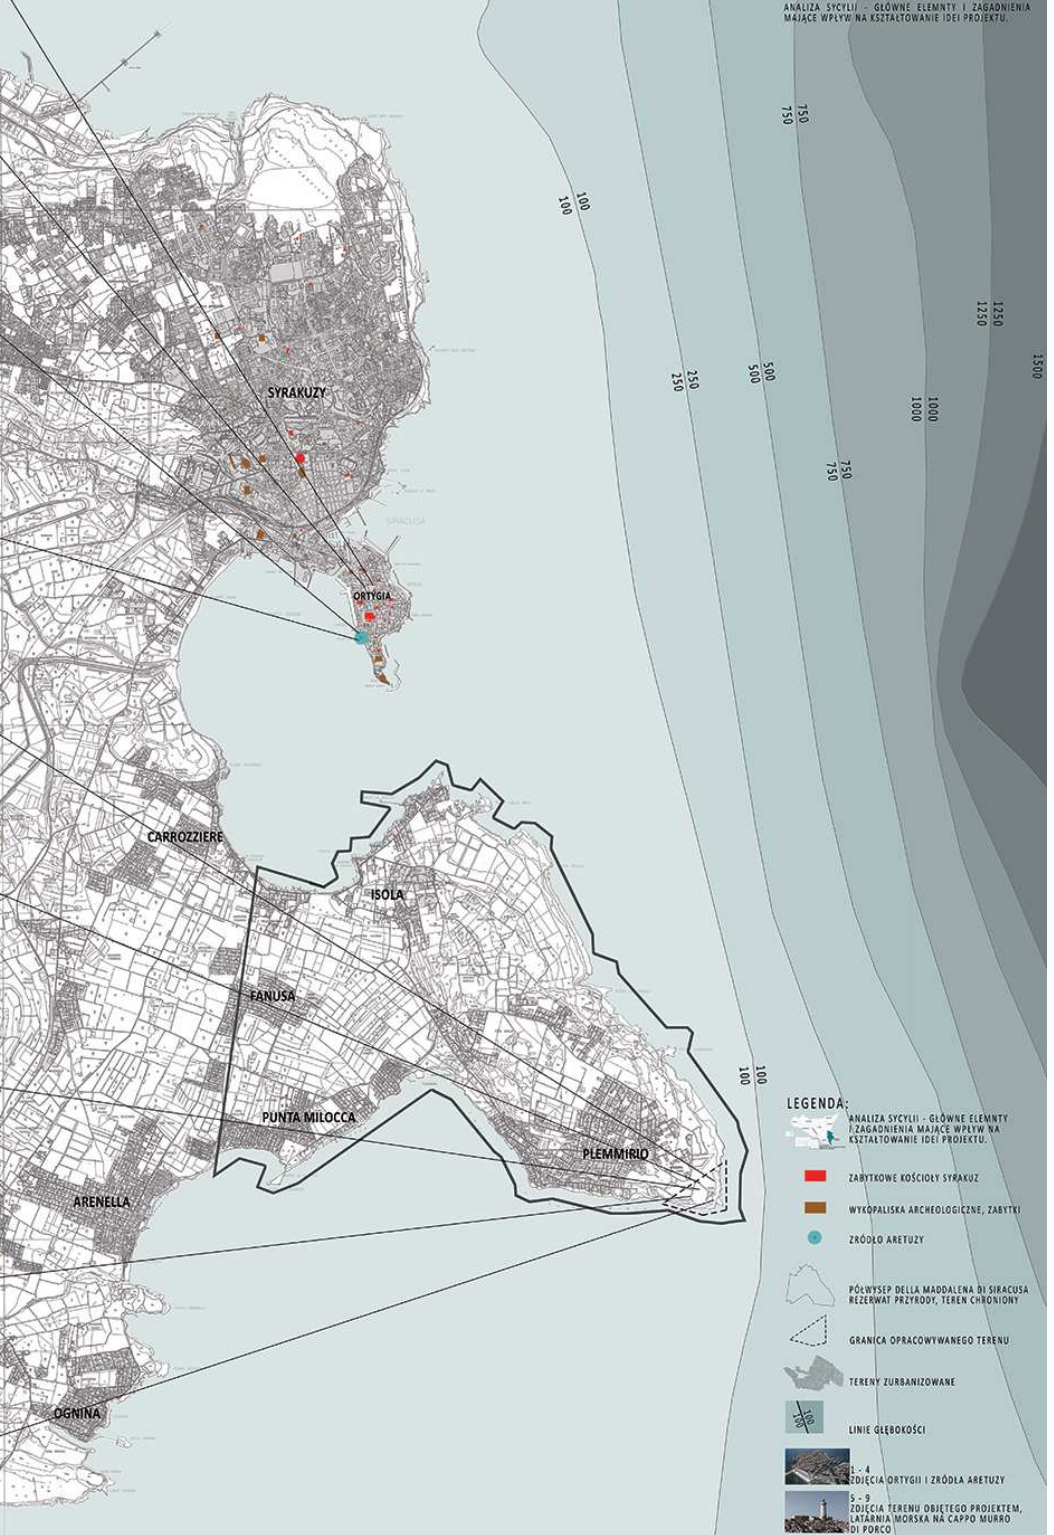 ANALIZA SYCYLII - GŁÓWNE ELEMNTY I ZAGADNIENIA
MAJĄCE WPŁYW NA KSZTAŁTOWANIE IDEI PROJEKTU.
750
750
100
100
1250
1250
1500
250
250
500
500
1000
1000
SYRAKUZY
750
750
SIRACUSA
ORTYGIA
CARROZZIERE
ISOLA
FANUSA
100
100
PUNTA MILOCCA
PLEMMIRIO
ARENELLA
OGNINA
LEGENDA:
ANALIZA SYCYLII - GŁÓWNE ELEMNTY
I ZAGADNIENIA MAJĄCE WPŁYW NA
KSZTAŁTOWANIE IDEI PROJEKTU.
ZABYTKOWE KOŚCIOŁY SYRAKUZ
WYKOPALISKA ARCHEOLOGICZNE, ZABYTKI
ZRÓDŁO ARETUZY
PÓŁWYSEP DELLA MADDALENA DI SIRACUSA
REZERWAT PRZYRODY, TEREN CHRONIONY
GRANICA OPRACOWYWANEGO TERENU
TERENY ZURBANIZOWANE
100
100
LINIE GŁĘBOKOŚCI
1 - 4
ZDJĘCIA ORTYGII I ZRÓDŁA ARETUZY
5 - 9
ZDJĘCIA TERENU OBJĘTEGO PROJEKTEM,
LATARNIA MORSKA NA CAPPO MURRO
DI PORCO